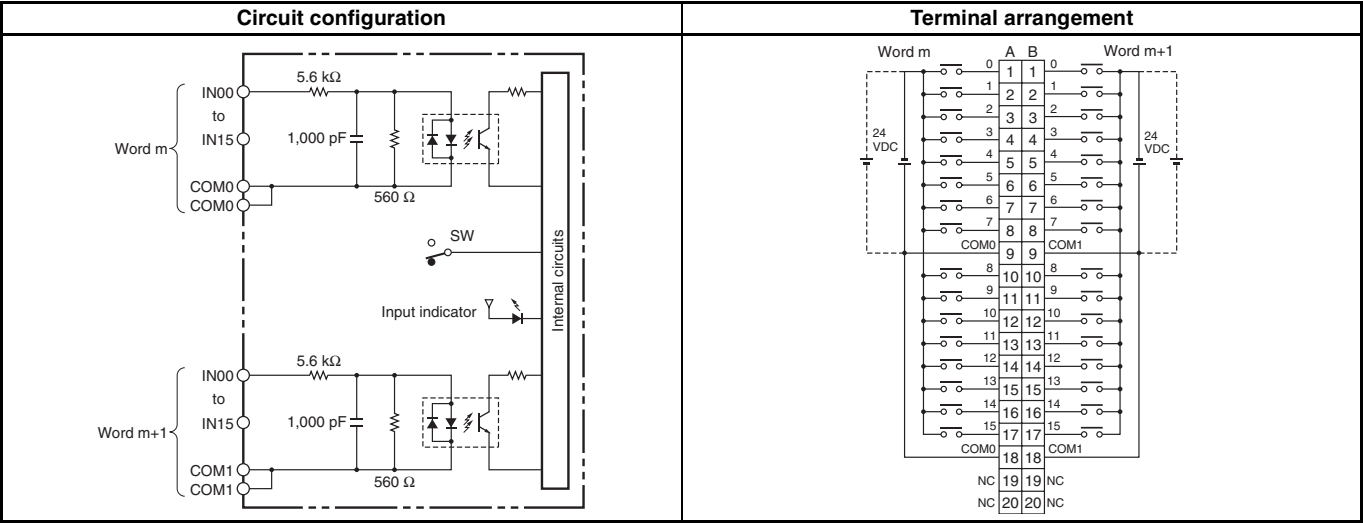 Circuit configuration
Terminal arrangement
5.6 kΩ
IN00
to
IN15
Word m
1,000 pF
COM0
COM0
560 Ω
SW
Internal circuits
Input indicator
5.6 kΩ
IN00
to
IN15
Word m+1
1,000 pF
COM1
COM1
560 Ω
Word m A B Word m+1
0 1 1 0
1 2 2 1
2 3 3 2
24 VDC
3 4 4 3
24 VDC
4 5 5 4
5 6 6 5
6 7 7 6
7 8 8 7
COM0 9 9 COM1
8 10 10 8
9 11 11 9
10 12 12 10
11 13 13 11
12 14 14 12
13 15 15 13
14 16 16 14
15 17 17 15
COM0 18 18 COM1
NC 19 19 NC
NC 20 20 NC